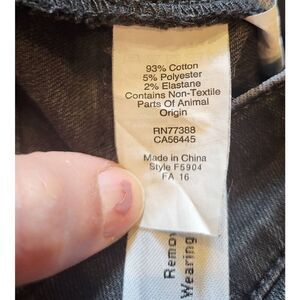 93% Cotton
5% Polyester
2% Elastane
Contains Non-Textile
Parts Of Animal
Origin
RN77388
CA56445
Made in China
Style F5904
FA 16
Remov
Wearing